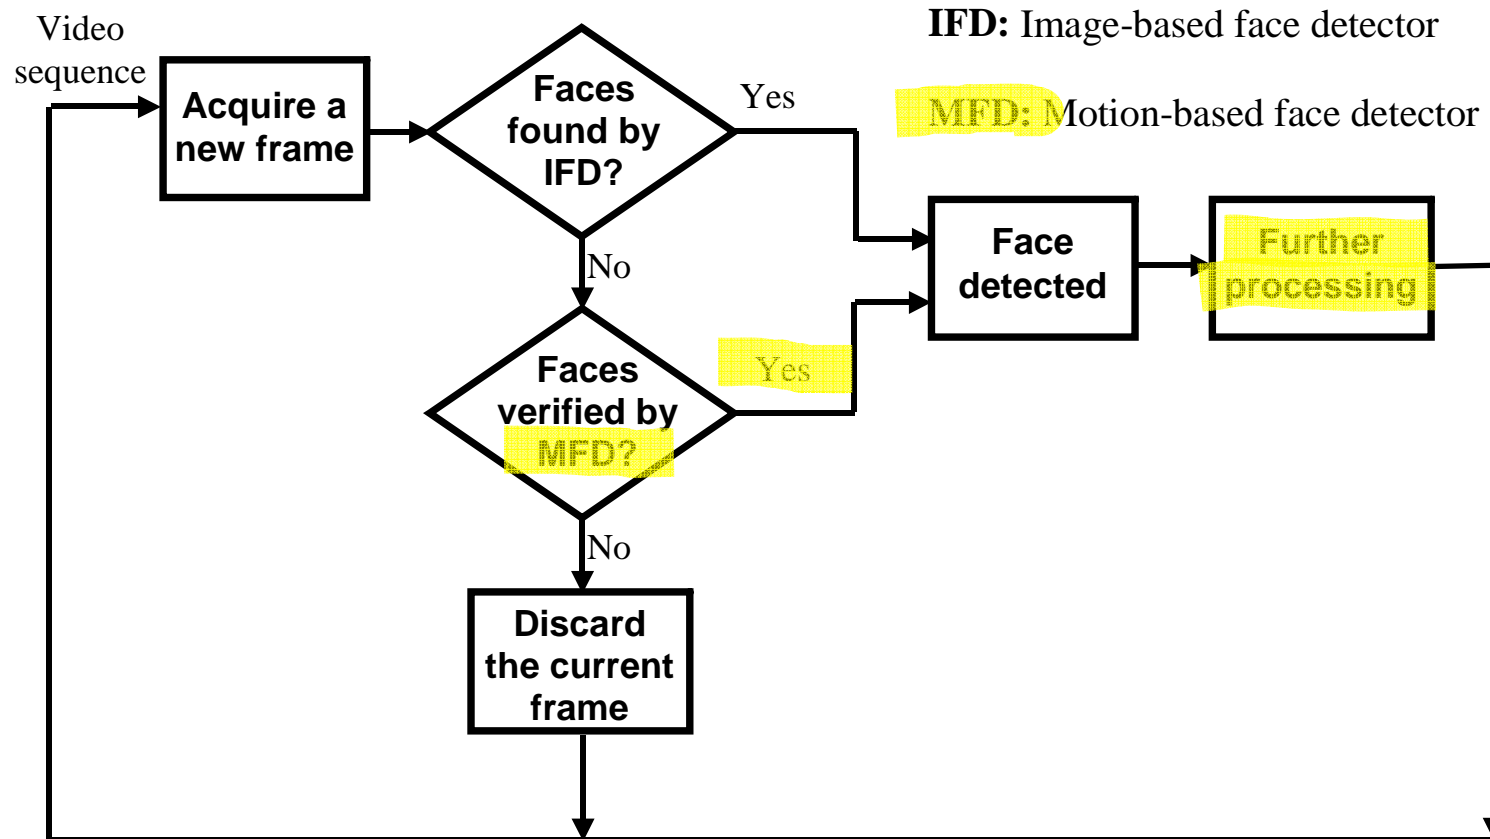 Video
sequence
Acquire a
new frame
Faces
found by
IFD?
Yes
IFD: Image-based face detector
MFD: Motion-based face detector
No
Face
detected
Further
processing
Faces
verified by
MFD?
Yes
No
Discard
the current
frame